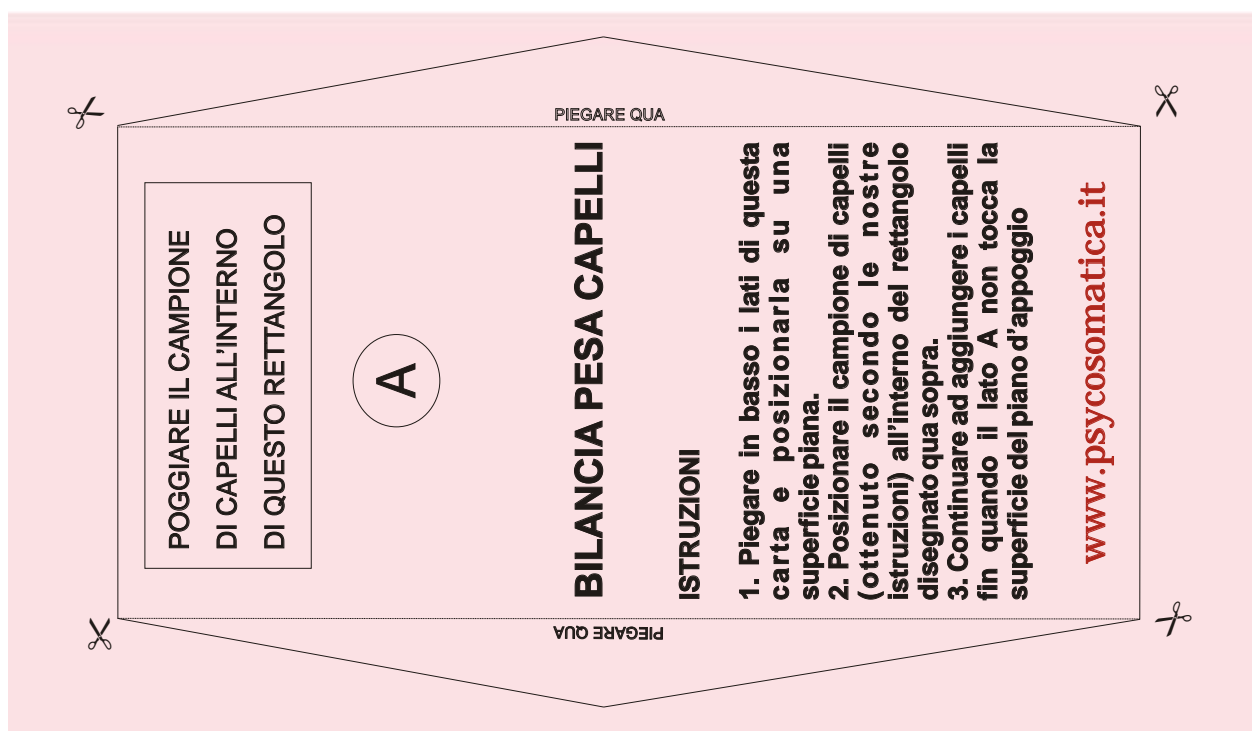 PIEGARE QUA
POGGIARE IL CAMPIONE
DI CAPELLI ALL'INTERNO
DI QUESTO RETTANGOLO
A
BILANCIA PESA CAPELLI
ISTRUZIONI
1. Piegare in basso i lati di questa
carta e posizionarla su una
superficie piana.
2. Posizionare il campione di capelli
(ottenuto secondo le nostre
istruzioni) all'interno del rettangolo
disegnato qua sopra.
3. Continuare ad aggiungere i capelli
fin quando il lato A non tocca la
superficie del piano d'appoggio
www.psycosomatica.it
PIEGARE QUA